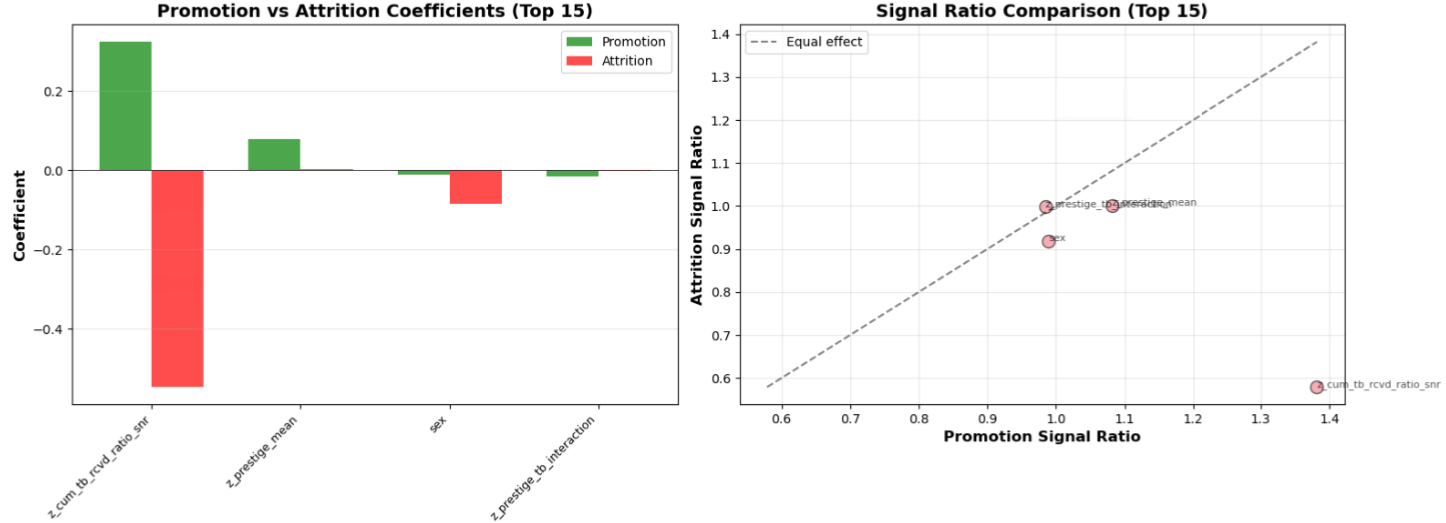 Promotion vs Attrition Coefficients (Top 15)
Promotion
Attrition
Coefficient
0.2
0.0
−0.2
−0.4
z_cum_tb_rcvd_ratio_snr
z_prestige_mean
sex
z_prestige_tb_interaction
Signal Ratio Comparison (Top 15)
Equal effect
Attrition Signal Ratio
1.4
1.3
1.2
1.1
1.0
0.9
0.8
0.7
0.6
z_prestige_tb_interaction
z_prestige_mean
sex
z_cum_tb_rcvd_ratio_snr
0.6 0.7 0.8 0.9 1.0 1.1 1.2 1.3 1.4
Promotion Signal Ratio